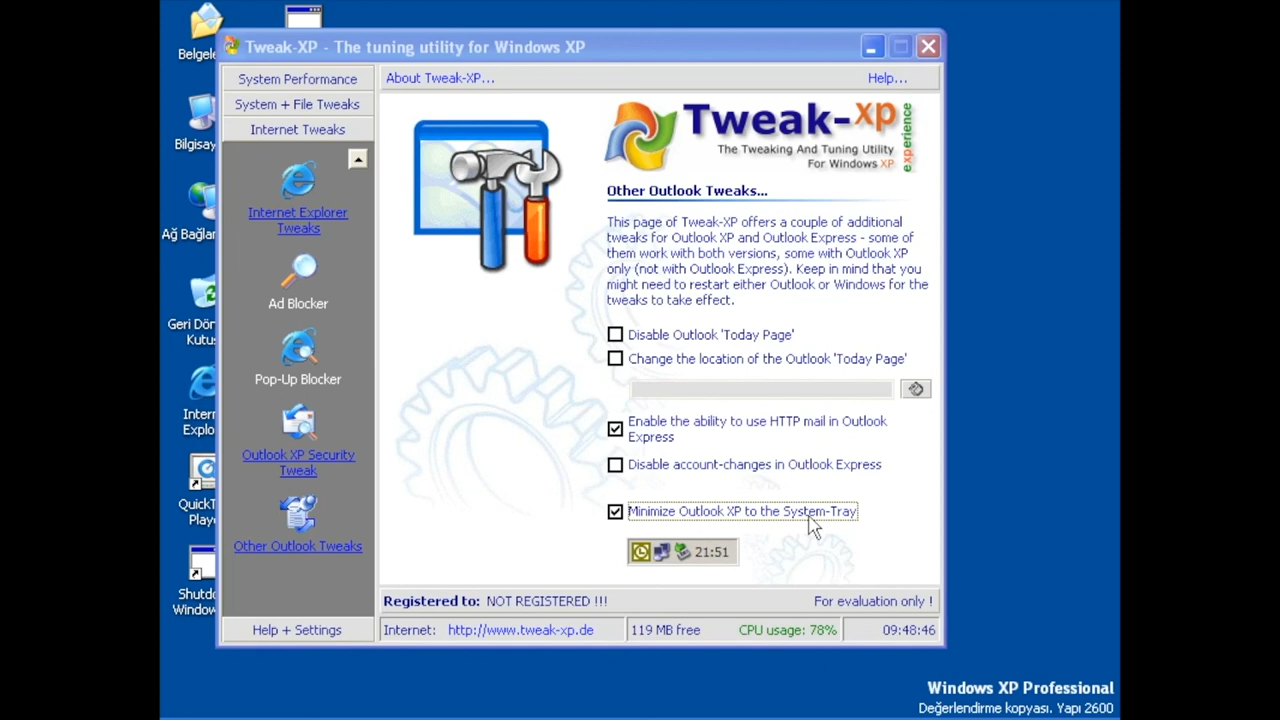 Belgele
Tweak-XP - The tuning utility for Windows XP
System Performance
About Tweak-XP...
Help...
System + File Tweaks
Internet Tweaks
Tweak-xp
experience
The Tweaking And Tuning Utility
For Windows XP
Bilgisay
Internet Explorer
Tweaks
Other Outlook Tweaks...
This page of Tweak-XP offers a couple of additional
tweaks for Outlook XP and Outlook Express - some of
them work with both versions, some with Outlook XP
only (not with Outlook Express). Keep in mind that you
might need to restart either Outlook or Windows for the
tweaks to take effect.
Ağ Bağlar
Ad Blocker
Geri Dön
Kutus
Disable Outlook 'Today Page'
Change the location of the Outlook 'Today Page'
Pop-Up Blocker
Intern
Explo
Enable the ability to use HTTP mail in Outlook
Express
Outlook XP Security
Tweak
Disable account-changes in Outlook Express
QuickT
Playe
Minimize Outlook XP to the System-Tray
Other Outlook Tweaks
21:51
Shutdo
Window
Registered to: NOT REGISTERED !!!
For evaluation only !
Help + Settings
Internet: http://www.tweak-xp.de
119 MB free
CPU usage: 78%
09:48:46
Windows XP Professional
Değerlendirme kopyası. Yapı 2600